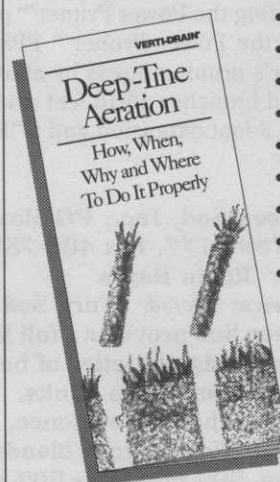 VERTI-DRAIN®
Deep-Tine
Aeration
How, When,
Why and Where
To Do It Properly